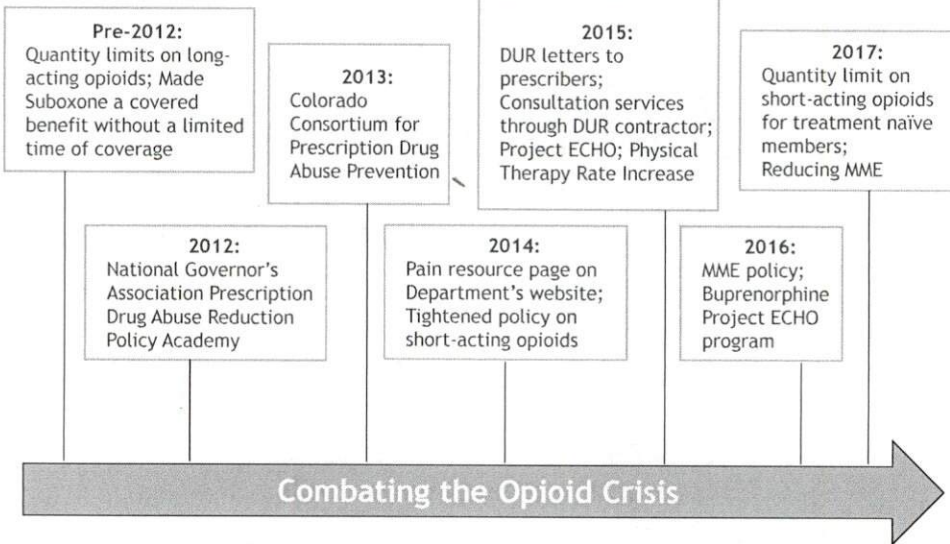 Pre-2012:
Quantity limits on long-
acting opioids; Made
Suboxone a covered
benefit without a limited
time of coverage
2012:
National Governor's
Association Prescription
Drug Abuse Reduction
Policy Academy
2013:
Colorado
Consortium for
Prescription Drug
Abuse Prevention
2014:
Pain resource page on
Department's website;
Tightened policy on
short-acting opioids
2015:
DUR letters to
prescribers;
Consultation services
through DUR contractor;
Project ECHO; Physical
Therapy Rate Increase
2016:
MME policy;
Buprenorphine
Project ECHO
program
2017:
Quantity limit on
short-acting opioids
for treatment naïve
members;
Reducing MME
Combating the Opioid Crisis